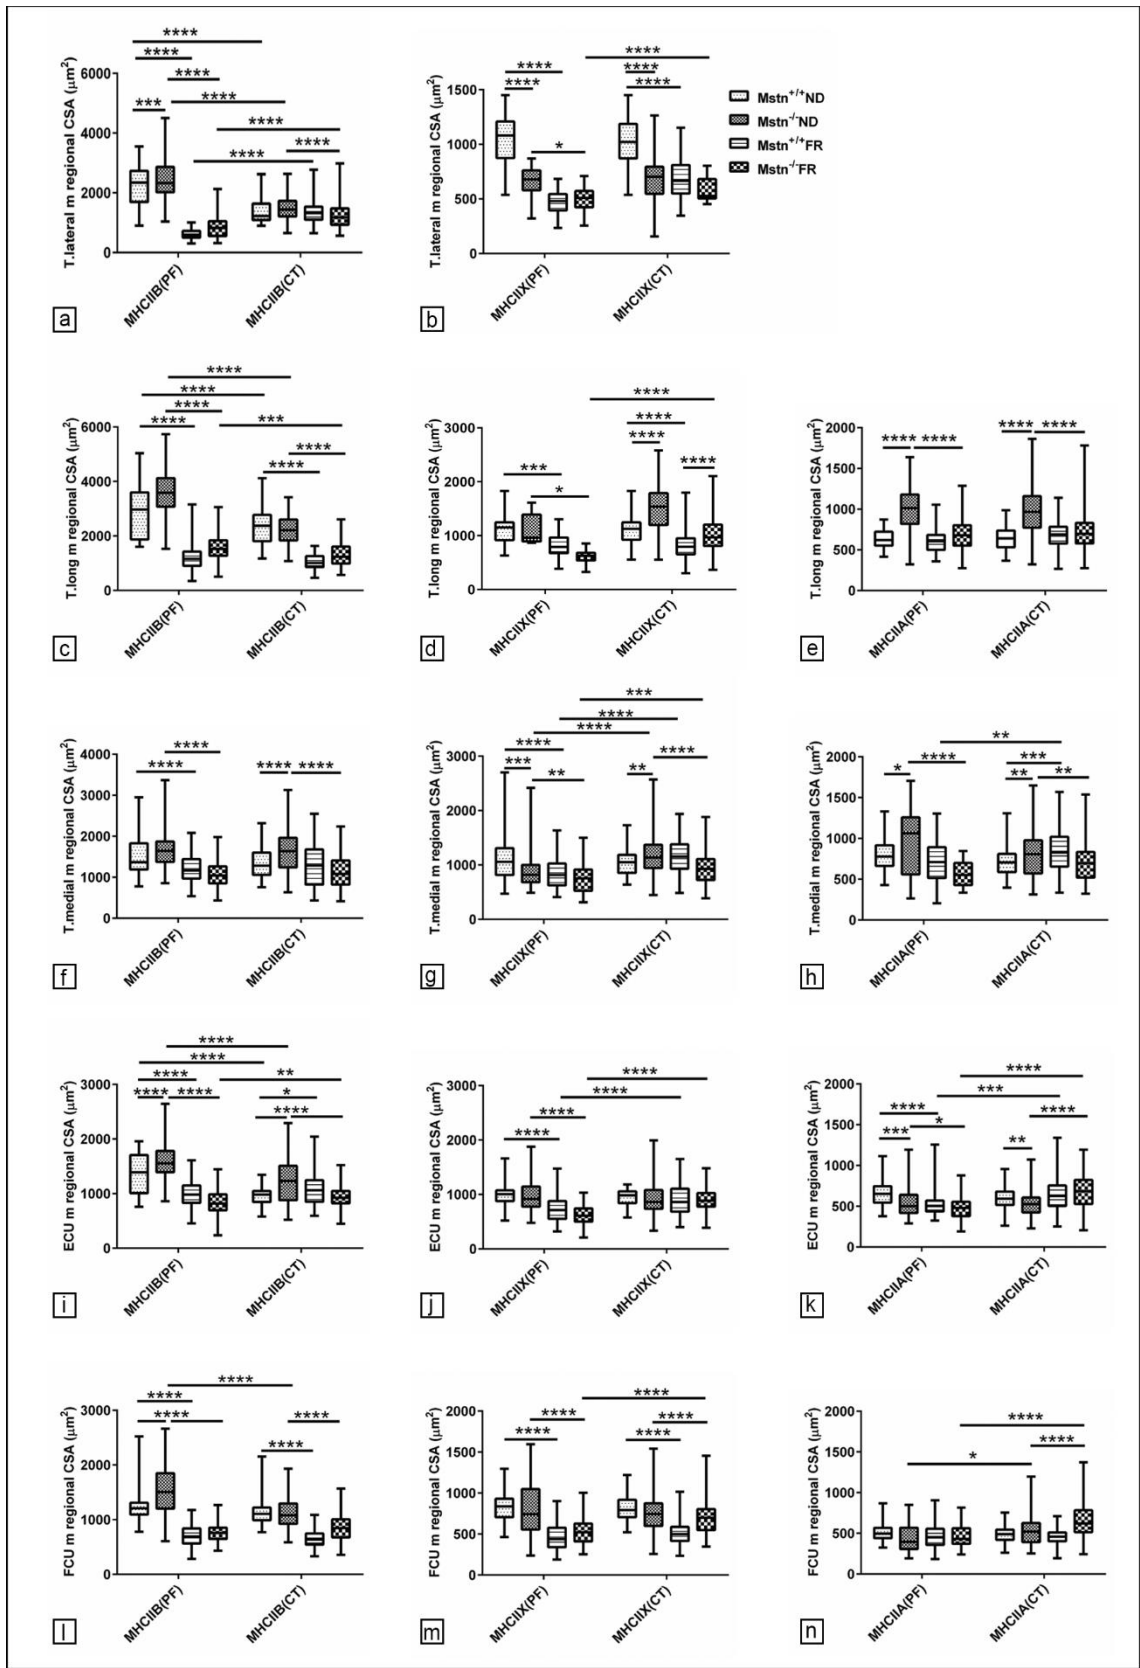 ****
****
****
***
****
****
****
****
6000
4000
2000
0
T.lateral m regional CSA (µm²)
MHCIIB(PF)
MHCIIB(CT)
a
****
****
****
****
****
*
1500
1000
500
0
T.lateral m regional CSA (µm²)
MHCIIX(PF)
MHCIIX(CT)
b
Mstn+/+ND
Mstn-/-ND
Mstn+/+FR
Mstn-/-FR
****
****
****
****
***
****
****
6000
4000
2000
0
T.long m regional CSA (µm²)
MHCIIB(PF)
MHCIIB(CT)
c
****
****
****
***
****
*
3000
2000
1000
0
T.long m regional CSA (µm²)
MHCIIX(PF)
MHCIIX(CT)
d
****
****
****
****
2000
1500
1000
500
0
T.long m regional CSA (µm²)
MHCIIA(PF)
MHCIIA(CT)
e
****
****
****
****
4000
3000
2000
1000
0
T.medial m regional CSA (µm²)
MHCIIB(PF)
MHCIIB(CT)
f
***
****
****
****
***
**
**
****
3000
2000
1000
0
T.medial m regional CSA (µm²)
MHCIIX(PF)
MHCIIX(CT)
g
**
*
****
***
**
**
2000
1500
1000
500
0
T.medial m regional CSA (µm²)
MHCIIA(PF)
MHCIIA(CT)
h
****
****
****
**
****
****
*
****
3000
2000
1000
0
ECU m regional CSA (µm²)
MHCIIB(PF)
MHCIIB(CT)
i
****
****
****
****
3000
2000
1000
0
ECU m regional CSA (µm²)
MHCIIX(PF)
MHCIIX(CT)
j
****
***
****
****
***
*
**
2000
1500
1000
500
0
ECU m regional CSA (µm²)
MHCIIA(PF)
MHCIIA(CT)
k
****
****
****
****
****
3000
2000
1000
0
FCU m regional CSA (µm²)
MHCIIB(PF)
MHCIIB(CT)
l
****
****
****
****
****
2000
1500
1000
500
0
FCU m regional CSA (µm²)
MHCIIX(PF)
MHCIIX(CT)
m
****
****
*
2000
1500
1000
500
0
FCU m regional CSA (µm²)
MHCIIA(PF)
MHCIIA(CT)
n